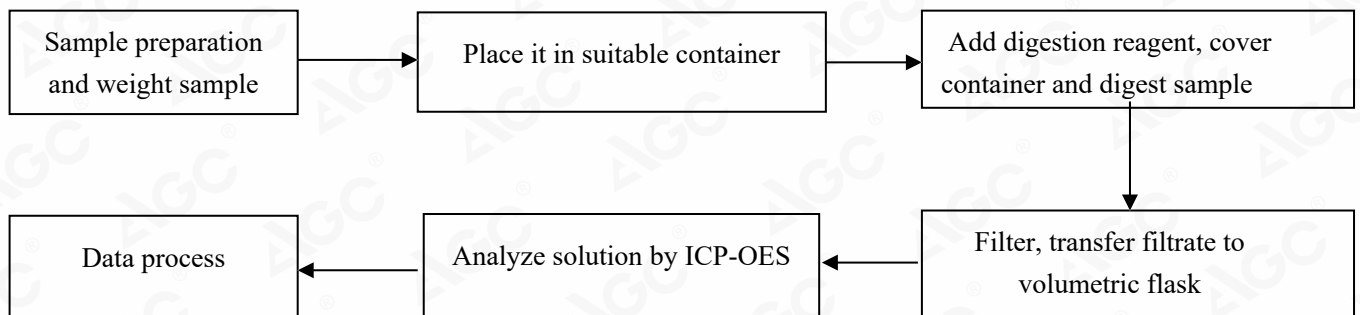 Sample preparation
and weight sample
Place it in suitable container
Add digestion reagent, cover
container and digest sample
Filter, transfer filtrate to
volumetric flask
Analyze solution by ICP-OES
Data process